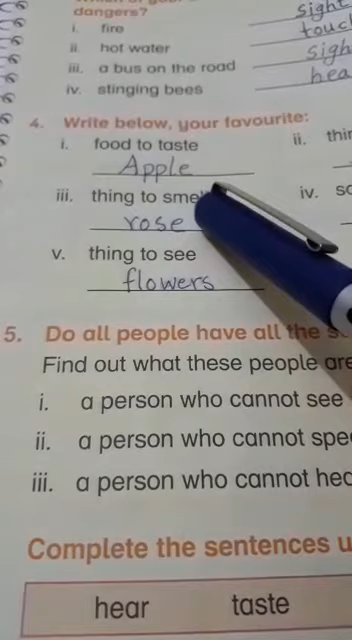 dangers?
i. fire
sight
ii. hot water
touch
iii. a bus on the road
sigh
iv. stinging bees
hea
4. Write below, your favourite:
i. food to taste
ii. thin
Apple
iii. thing to smel
iv. so
rose
v. thing to see
flowers
5. Do all people have all the s
Find out what these people are
i. a person who cannot see
ii. a person who cannot spe
iii. a person who cannot hea
Complete the sentences u
hear taste